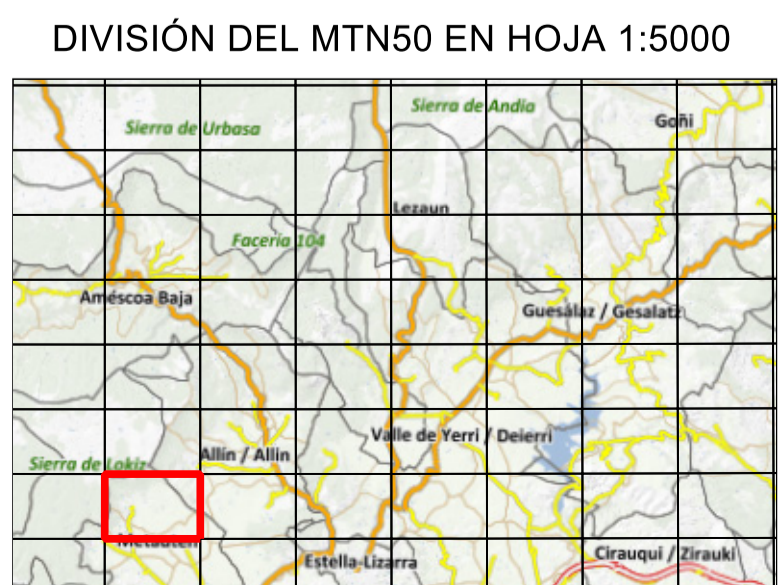 DIVISIÓN DEL MTN50 EN HOJA 1:5000
Sierra de Andia
Goñi
Sierra de Urbasa
Lezaun
Facería 104
Améscoa Baja
Guesálaz / Gesalatz
Valle de Yerri / Deierri
Allín / Allin
Sierra de Lokiz
Metauten
Cirauqui / Zirauki
Estella-Lizarra